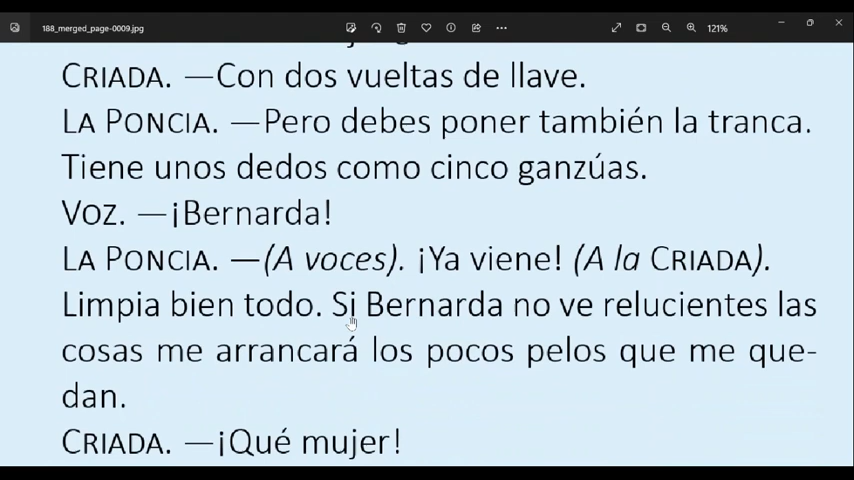 188_merged_page-0009.jpg
121%
CRIADA. —Con dos vueltas de llave.
LA PONCIA. —Pero debes poner también la tranca.
Tiene unos dedos como cinco ganzúas.
VOZ. —¡Bernarda!
LA PONCIA. —(A voces). ¡Ya viene! (A la CRIADA).
Limpia bien todo. Si Bernarda no ve relucientes las
cosas me arrancará los pocos pelos que me que-
dan.
CRIADA. —¡Qué mujer!